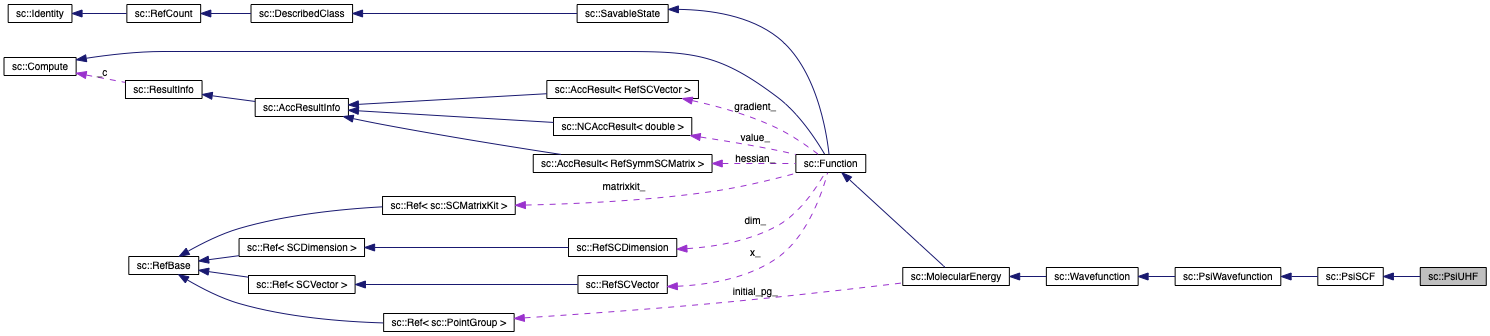 sc::Identity
sc::RefCount
sc::DescribedClass
sc::SavableState
sc::Compute
_c
sc::ResultInfo
sc::AccResultInfo
sc::AccResult< RefSCVector >
gradient_
sc::NCAccResult< double >
value_
sc::AccResult< RefSymmSCMatrix >
hessian_
sc::Function
matrixkit_
sc::Ref< sc::SCMatrixKit >
dim_
sc::Ref< SCDimension >
sc::RefSCDimension
x_
sc::RefBase
sc::Ref< SCVector >
sc::RefSCVector
sc::MolecularEnergy
sc::Wavefunction
sc::PsiWavefunction
sc::PsiSCF
sc::PsiUHF
initial_pg_
sc::Ref< sc::PointGroup >